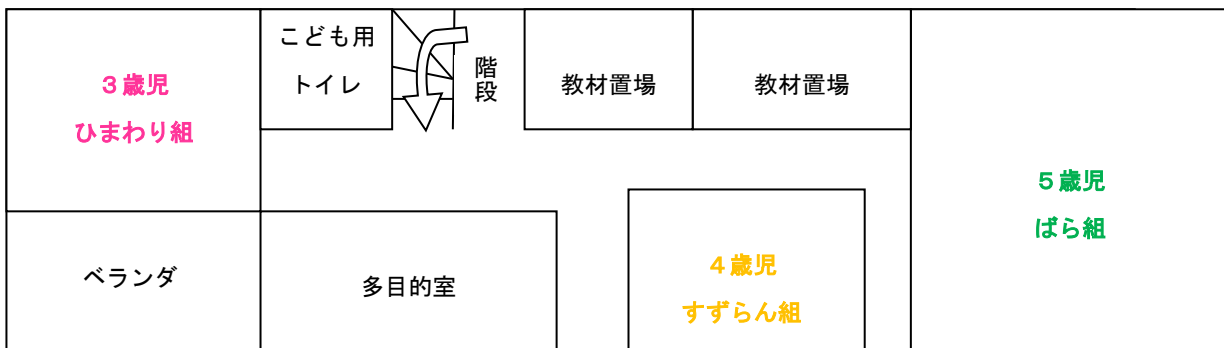 ３歳児
ひまわり組
こども用
トイレ
階段
教材置場
教材置場
５歳児
ばら組
ベランダ
多目的室
４歳児
すずらん組